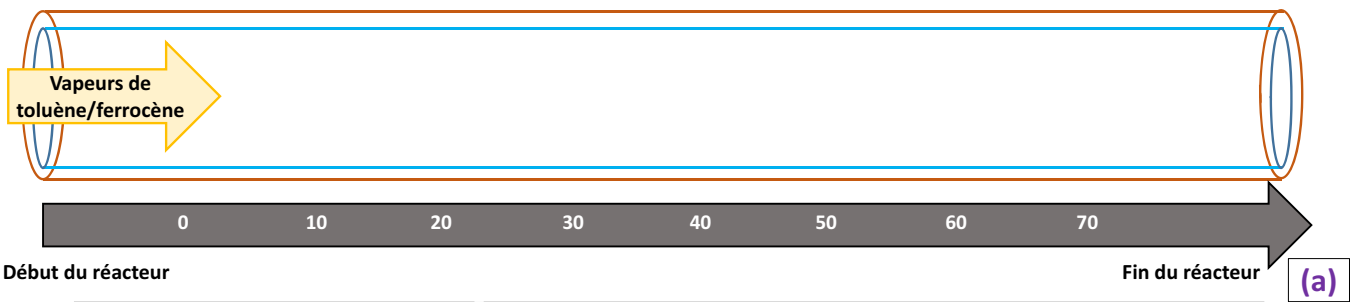 Vapeurs de
toluène/ferrocène
0 10 20 30 40 50 60 70
Début du réacteur
Fin du réacteur
(a)